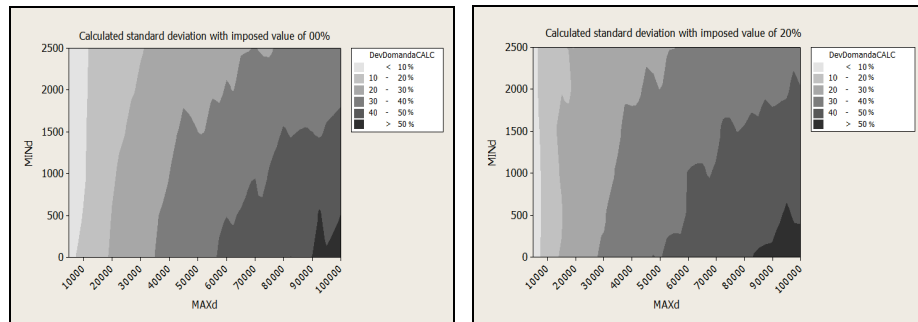 Calculated standard deviation with imposed value of 00%
DevDomandaCALC
< 10%
10 - 20%
20 - 30%
30 - 40%
40 - 50%
> 50%
2500
2000
1500
1000
500
0
MINd
10000
20000
30000
40000
50000
60000
70000
80000
90000
100000
MAXd
Calculated standard deviation with imposed value of 20%
DevDomandaCALC
< 10%
10 - 20%
20 - 30%
30 - 40%
40 - 50%
> 50%
2500
2000
1500
1000
500
0
MINd
10000
20000
30000
40000
50000
60000
70000
80000
90000
100000
MAXd